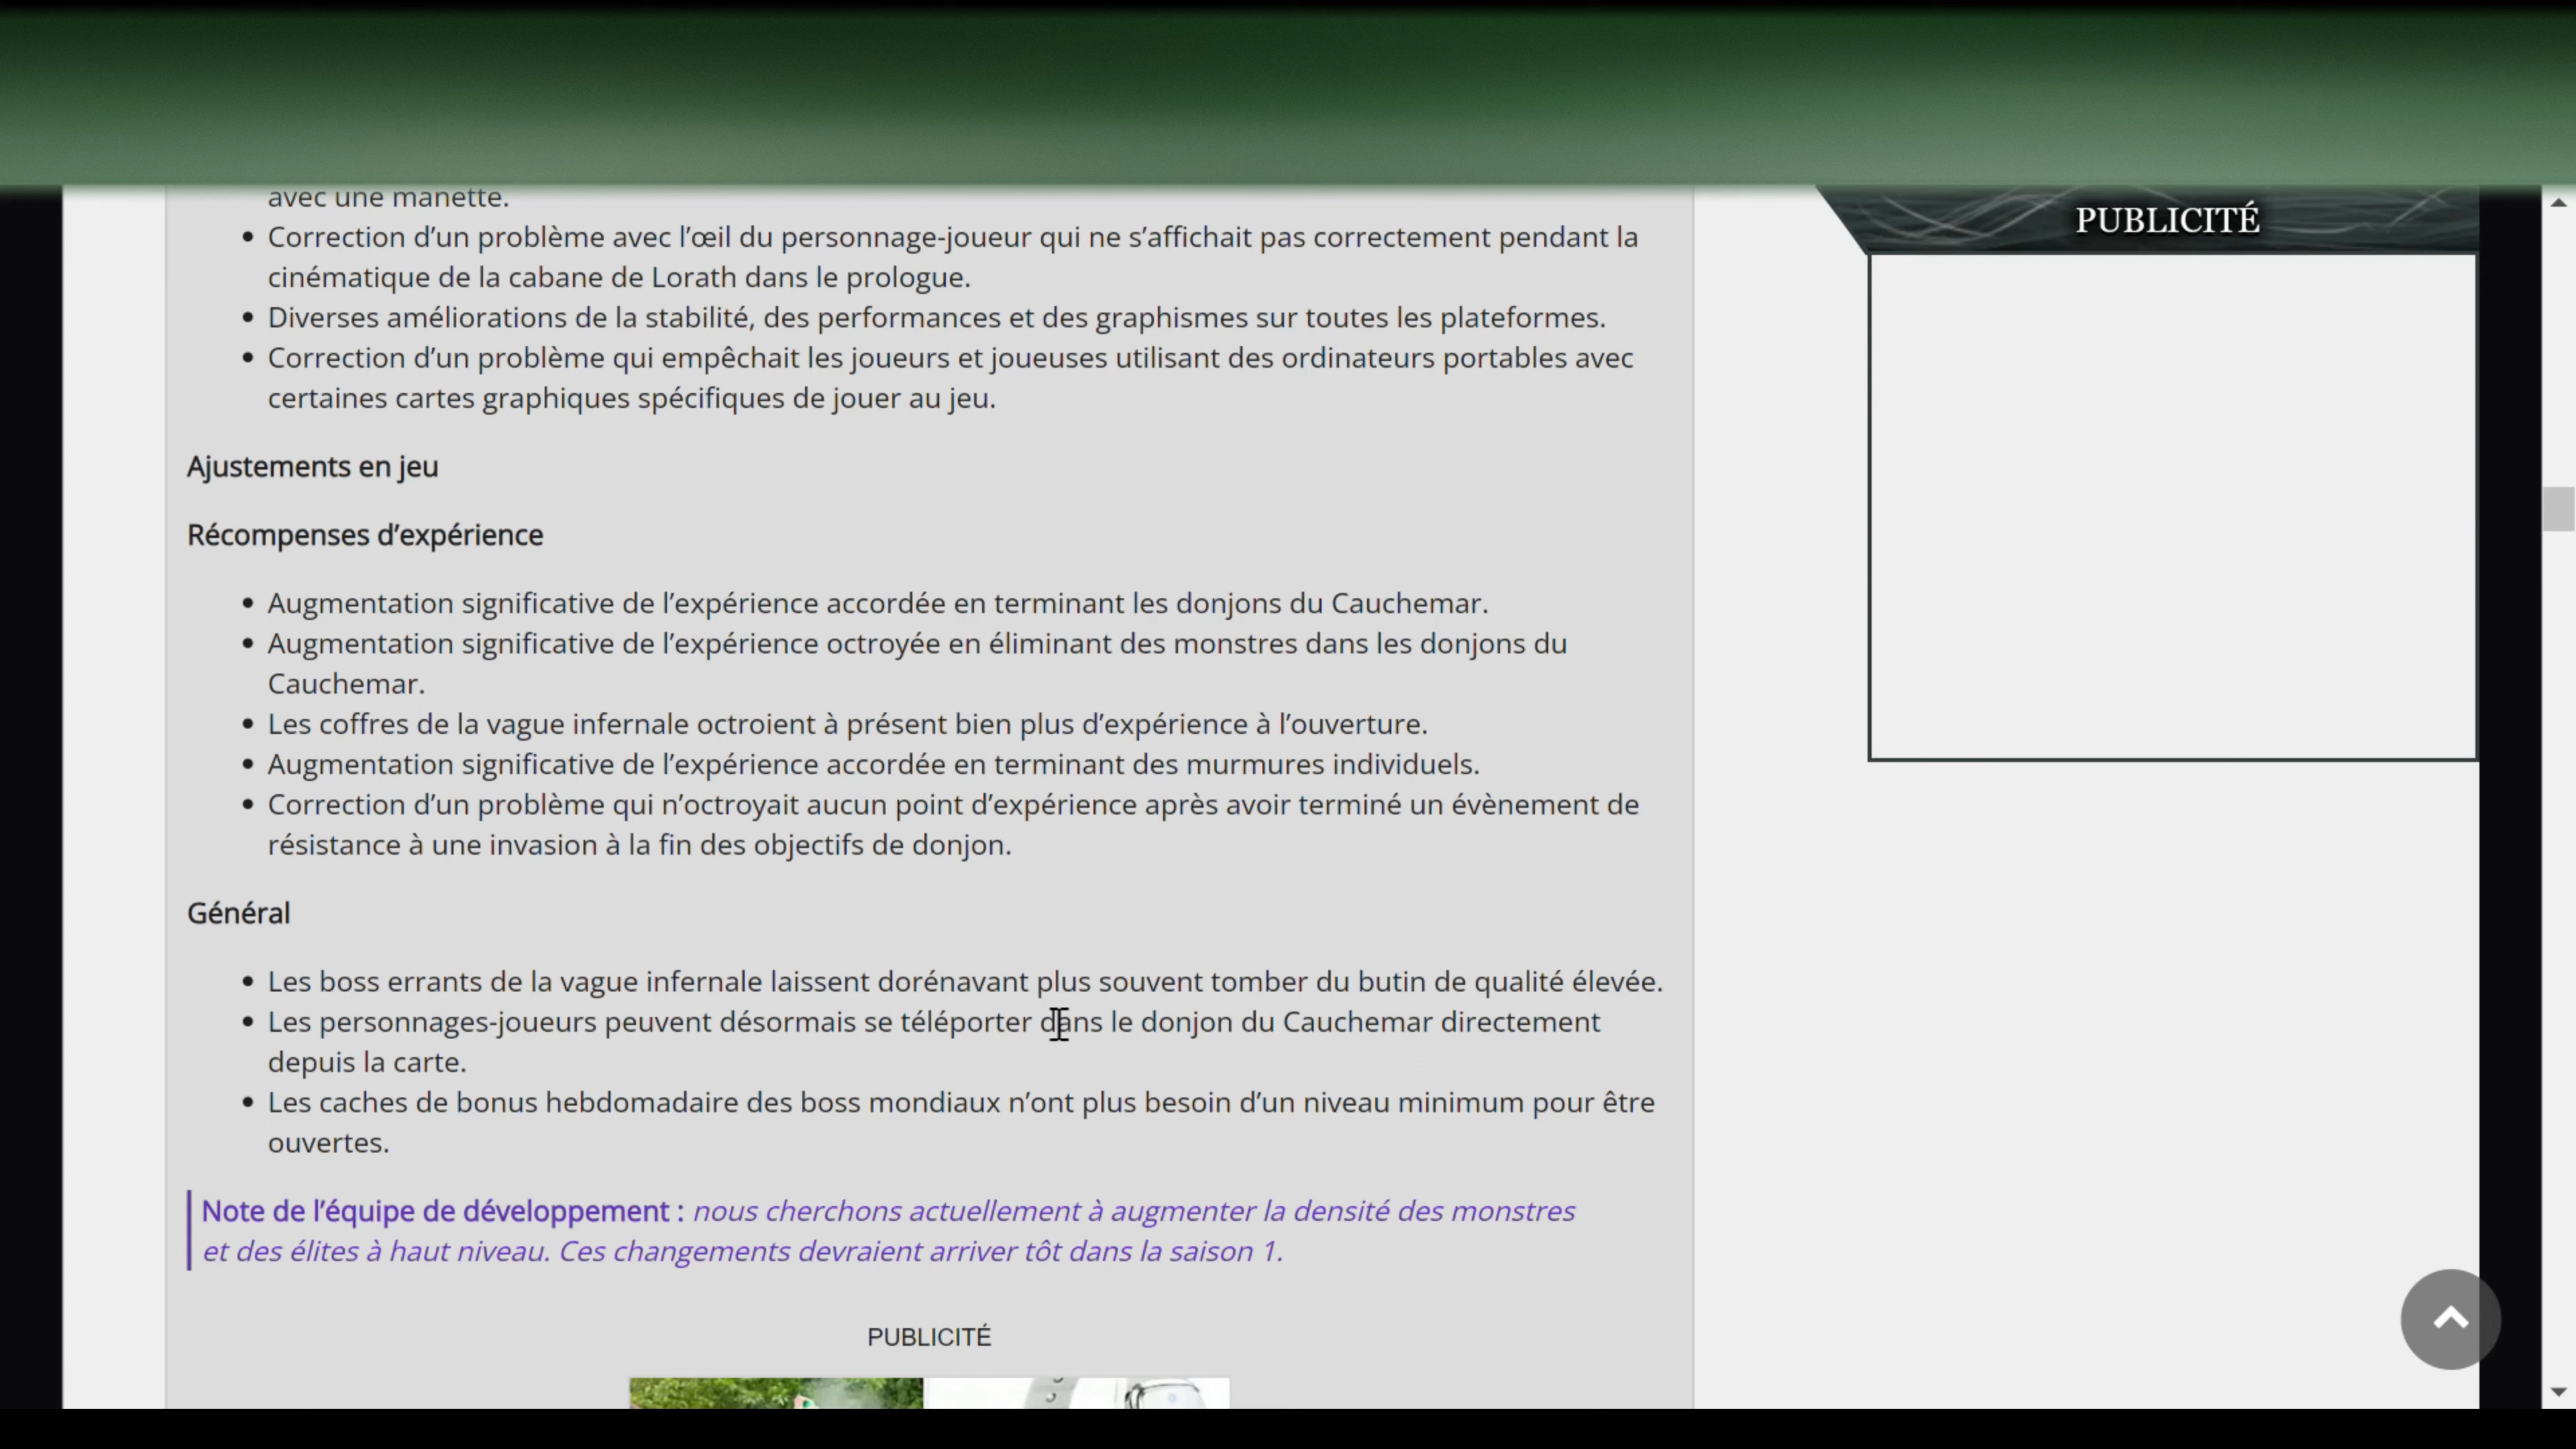 avec une manette.
PUBLICITÉ
• Correction d’un problème avec l’œil du personnage-joueur qui ne s’affichait pas correctement pendant la
cinématique de la cabane de Lorath dans le prologue.
• Diverses améliorations de la stabilité, des performances et des graphismes sur toutes les plateformes.
• Correction d’un problème qui empêchait les joueurs et joueuses utilisant des ordinateurs portables avec
certaines cartes graphiques spécifiques de jouer au jeu.
Ajustements en jeu
Récompenses d’expérience
• Augmentation significative de l’expérience accordée en terminant les donjons du Cauchemar.
• Augmentation significative de l’expérience octroyée en éliminant des monstres dans les donjons du
Cauchemar.
• Les coffres de la vague infernale octroient à présent bien plus d’expérience à l’ouverture.
• Augmentation significative de l’expérience accordée en terminant des murmures individuels.
• Correction d’un problème qui n’octroyait aucun point d’expérience après avoir terminé un évènement de
résistance à une invasion à la fin des objectifs de donjon.
Général
• Les boss errants de la vague infernale laissent dorénavant plus souvent tomber du butin de qualité élevée.
• Les personnages-joueurs peuvent désormais se téléporter dans le donjon du Cauchemar directement
depuis la carte.
• Les caches de bonus hebdomadaire des boss mondiaux n’ont plus besoin d’un niveau minimum pour être
ouvertes.
Note de l’équipe de développement : nous cherchons actuellement à augmenter la densité des monstres
et des élites à haut niveau. Ces changements devraient arriver tôt dans la saison 1.
PUBLICITÉ